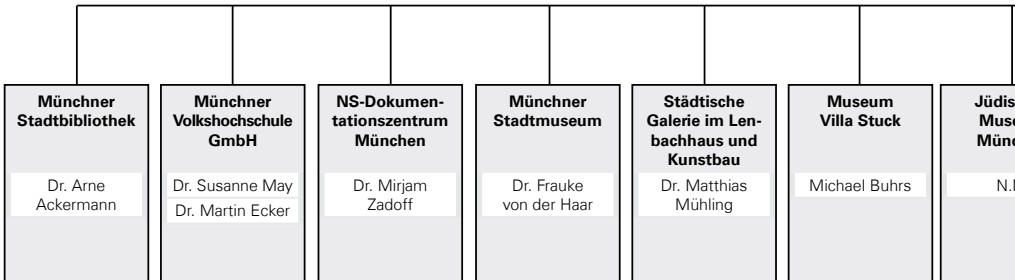 Münchner
Stadtbibliothek
Dr. Arne
Ackermann
Münchner
Volkshochschule
GmbH
Dr. Susanne May
Dr. Martin Ecker
NS-Dokumen-
tationszentrum
München
Dr. Mirjam
Zadoff
Münchner
Stadtmuseum
Dr. Frauke
von der Haar
Städtische
Galerie im Len-
bachhaus und
Kunstbau
Dr. Matthias
Mühling
Museum
Villa Stuck
Michael Buhrs